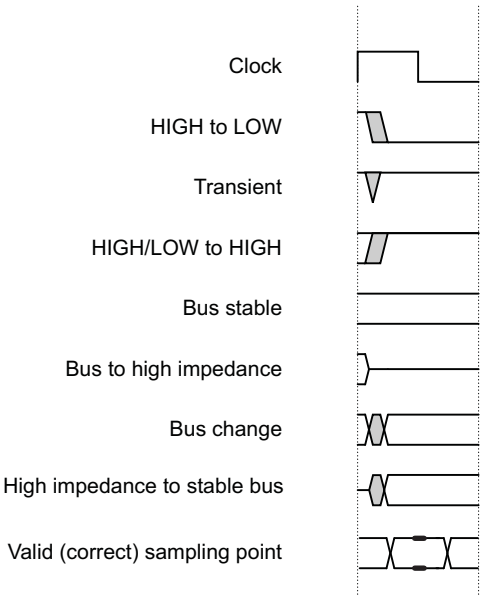 Clock
HIGH to LOW
Transient
HIGH/LOW to HIGH
Bus stable
Bus to high impedance
Bus change
High impedance to stable bus
Valid (correct) sampling point